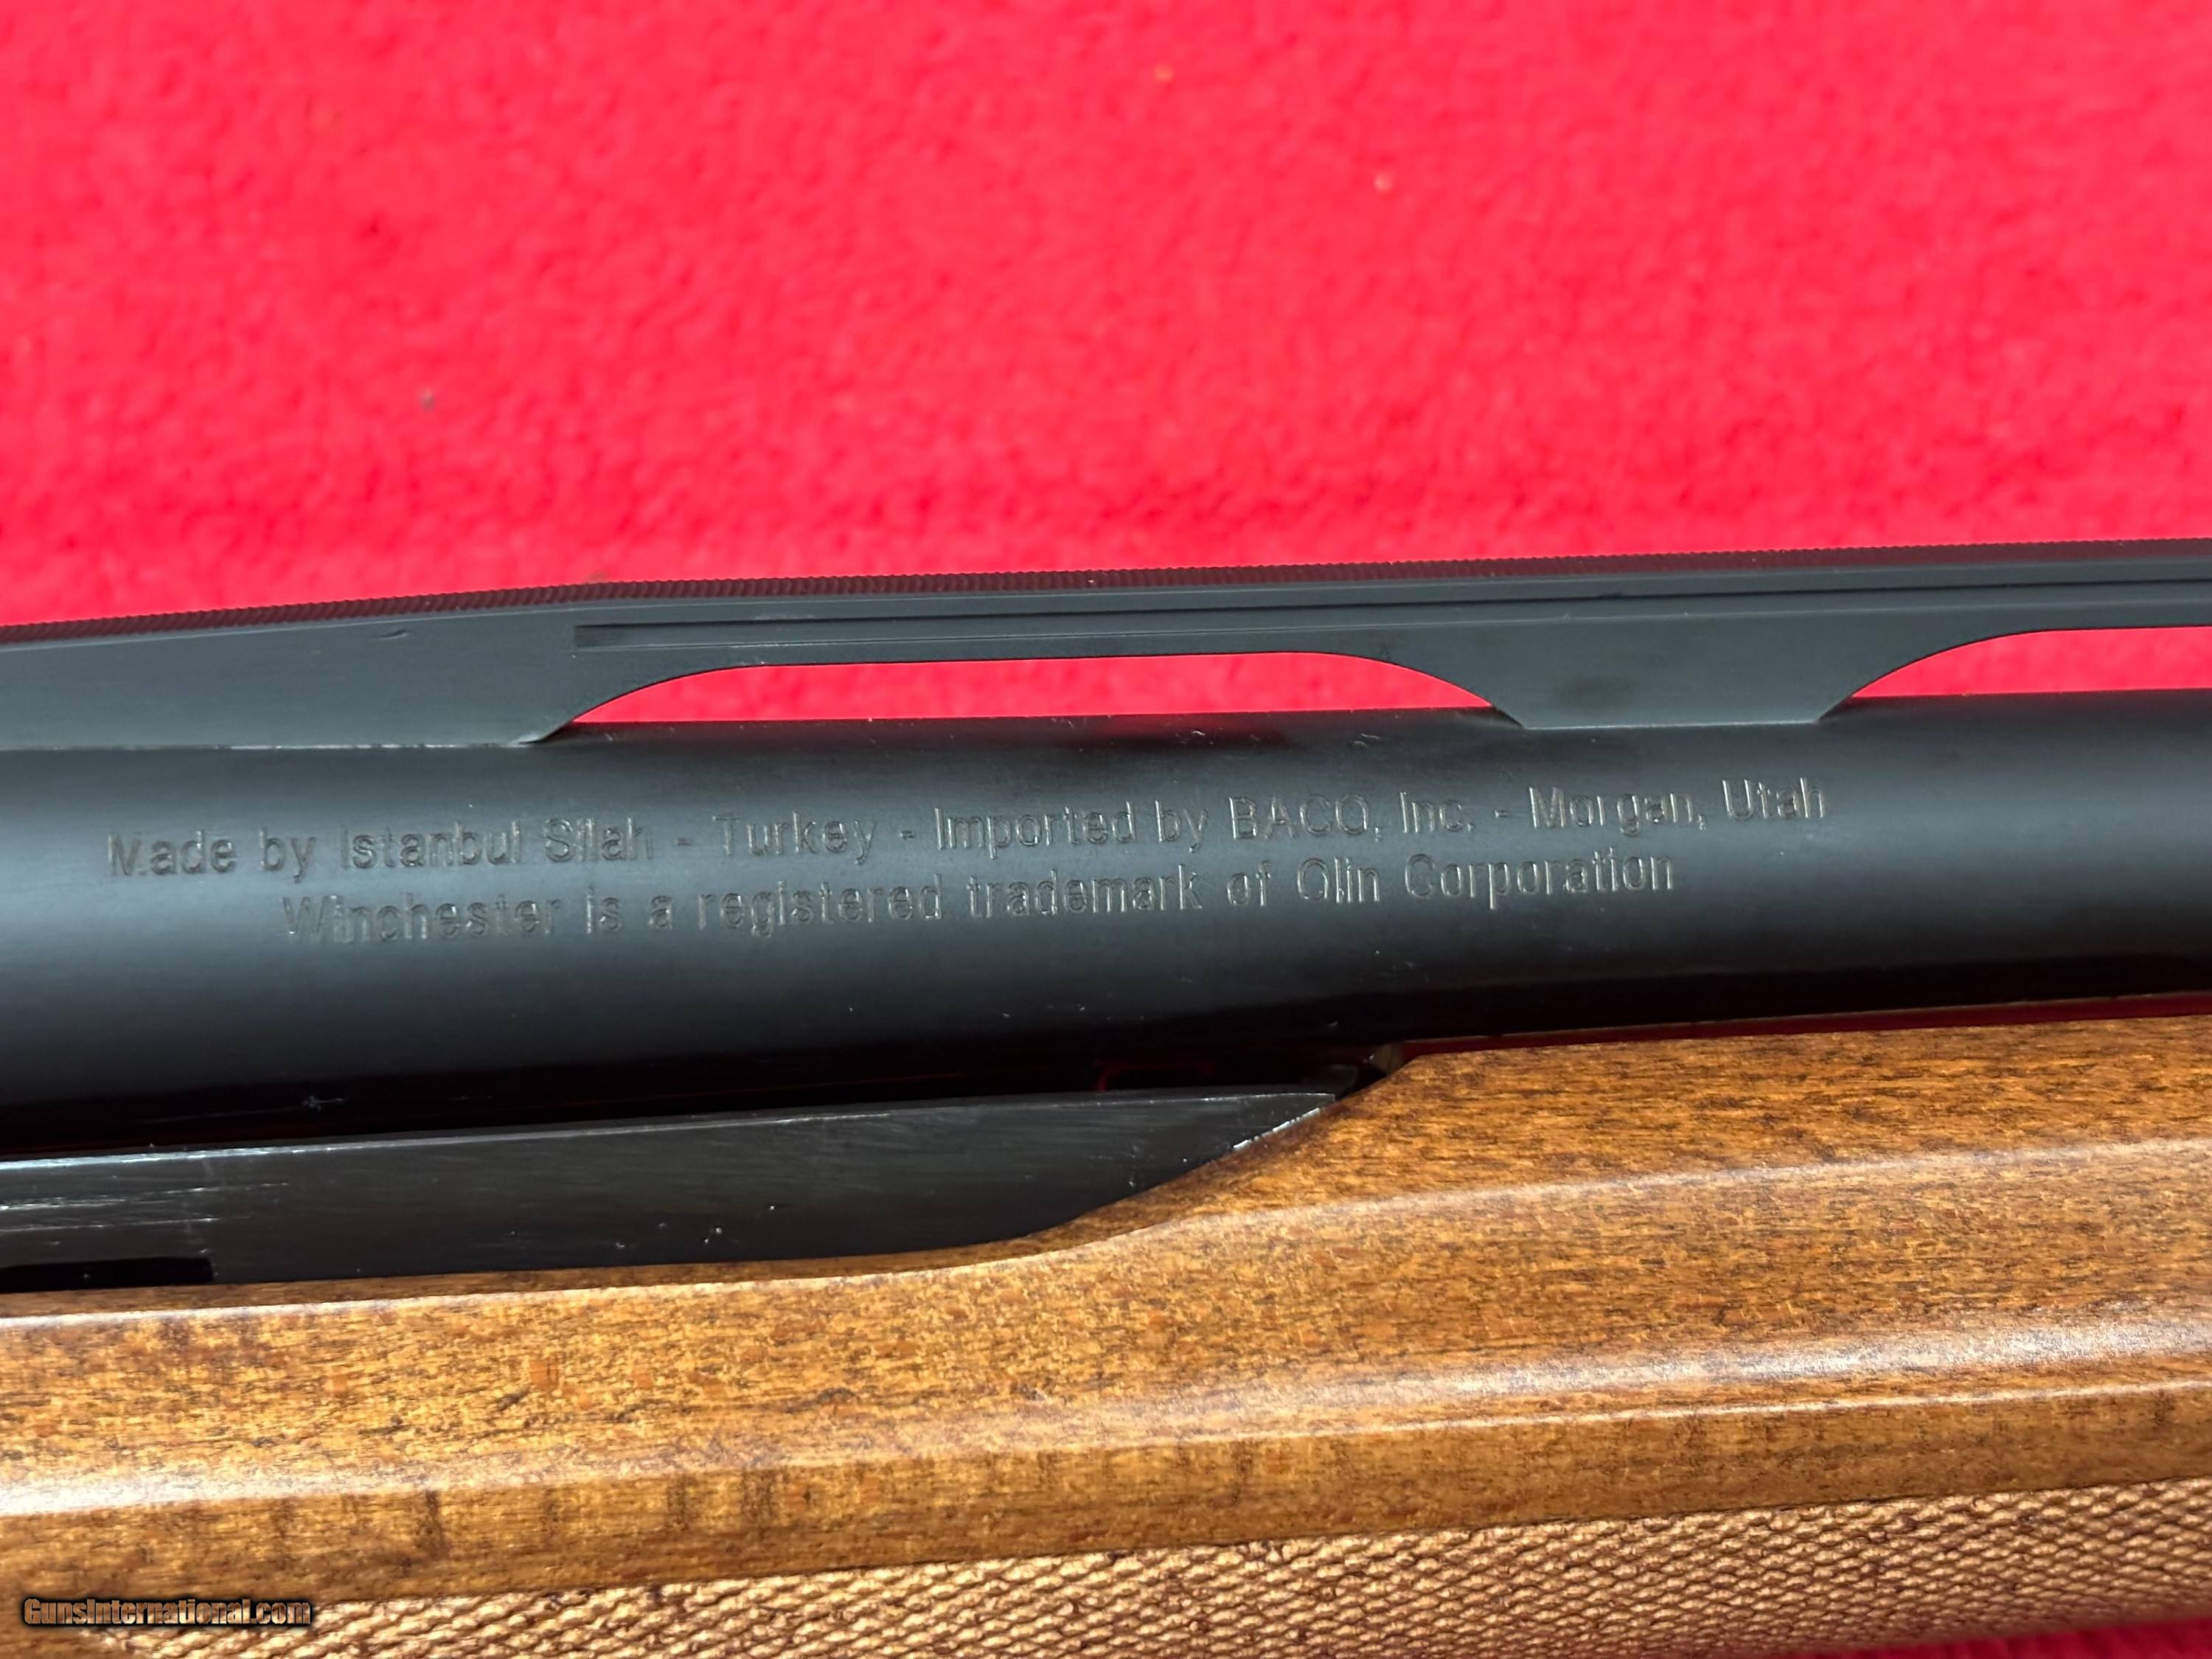 Made by Istanbul Silah - Turkey - Imported by BACO, Inc. - Morgan, Utah
Winchester is a registered trademark of Olin Corporation
GunsInternational.com